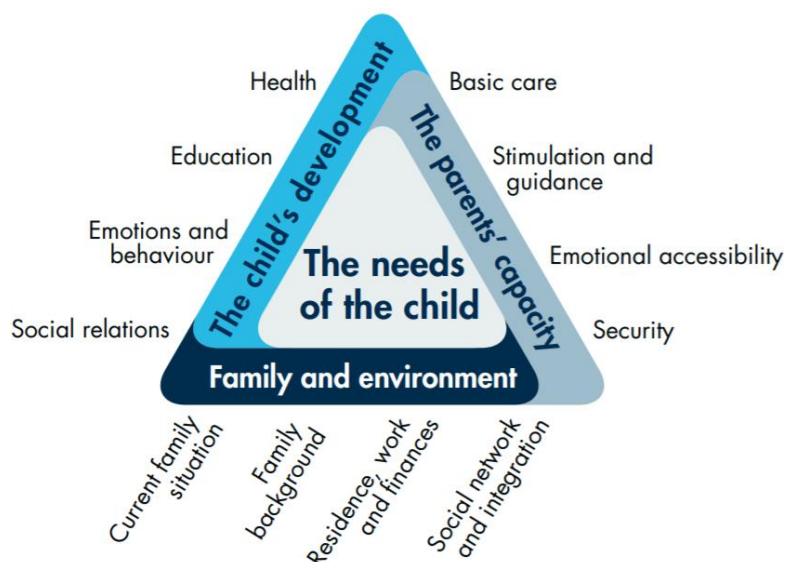 Health
Education
Emotions and
behaviour
Social relations
The child's development
Basic care
Stimulation and
guidance
Emotional accessibility
Security
The parents' capacity
The needs
of the child
Family and environment
Current family
situation
Family
background
Residence, work
and finances
Social network
and integration